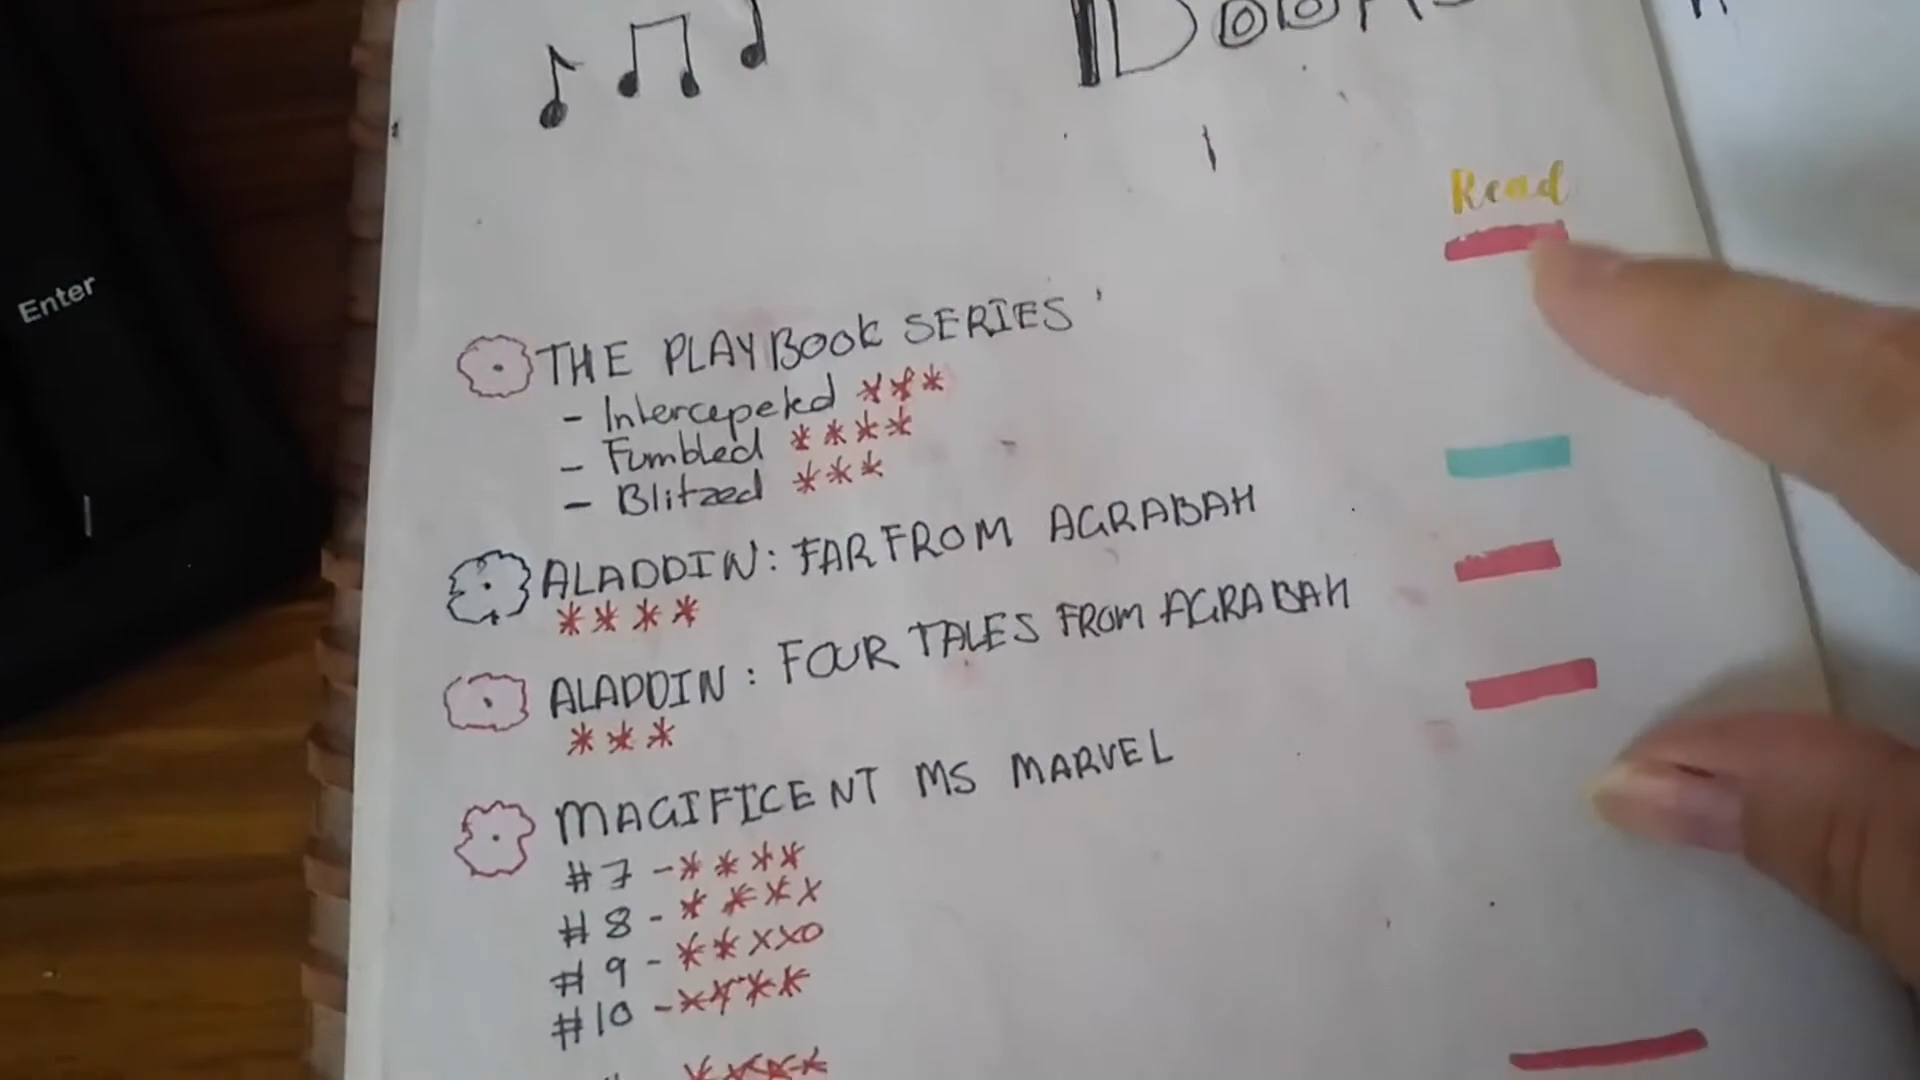 Read
Enter
THE PLAYBOOK SERIES
- Intercepeted ***
- Fumbled ****
- Blitzed ***
ALADDIN: FAR FROM AGRABAH
****
ALADDIN: FOUR TALES FROM AGRABAH
***
MAGIFICENT MS MARVEL
#7 - ****
#8 - ***x
#9 - **xxo
#10 - ****